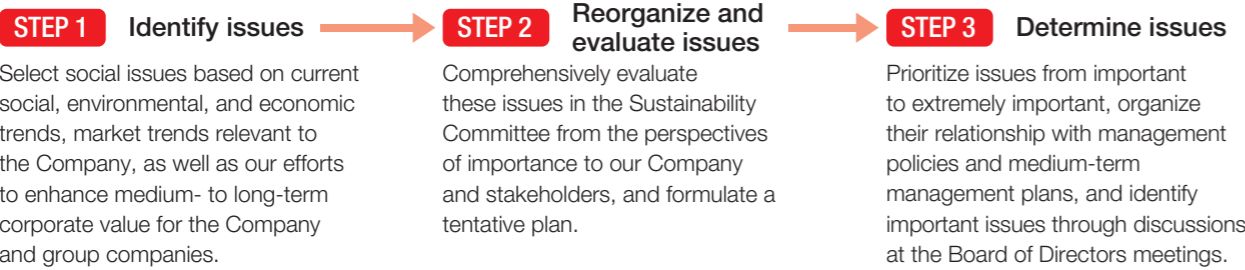 STEP 1 Identify issues
Select social issues based on current
social, environmental, and economic
trends, market trends relevant to
the Company, as well as our efforts
to enhance medium- to long-term
corporate value for the Company
and group companies.
STEP 2 Reorganize and
evaluate issues
Comprehensively evaluate
these issues in the Sustainability
Committee from the perspectives
of importance to our Company
and stakeholders, and formulate a
tentative plan.
STEP 3 Determine issues
Prioritize issues from important
to extremely important, organize
their relationship with management
policies and medium-term
management plans, and identify
important issues through discussions
at the Board of Directors meetings.